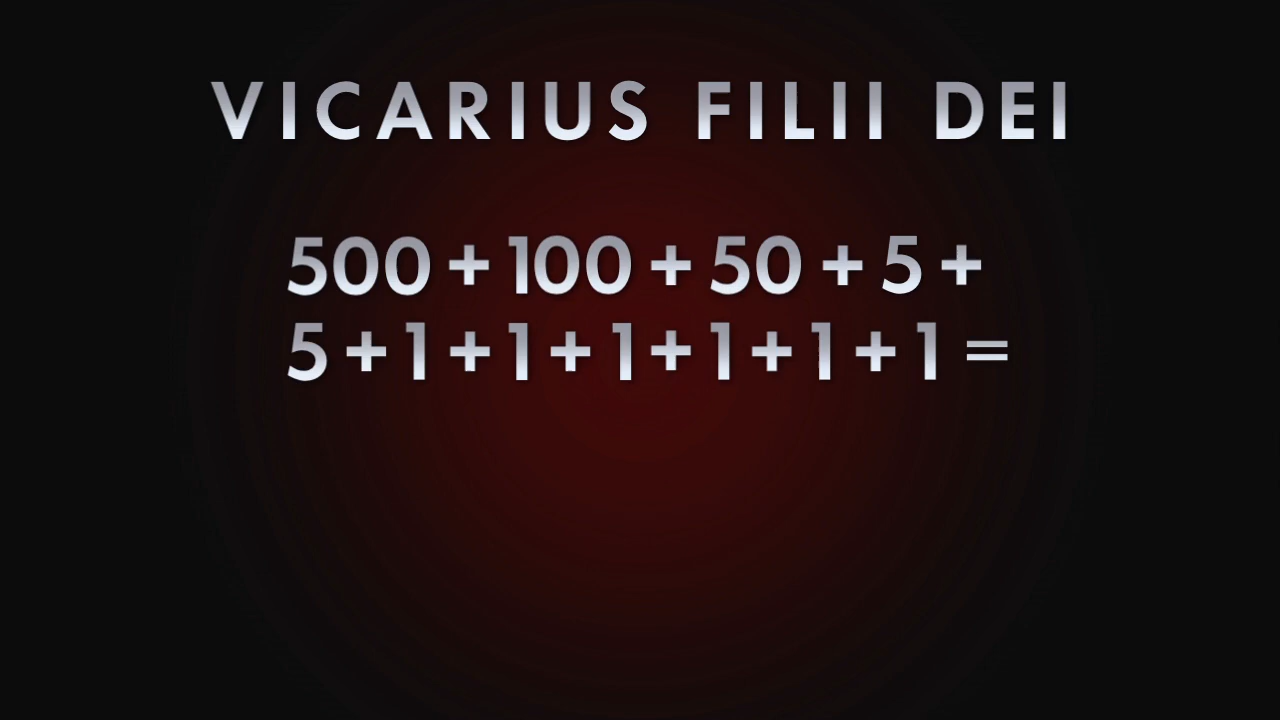 VICARIUS FILII DEI
500 + 100 + 50 + 5 +
5 + 1 + 1 + 1 + 1 + 1 + 1 =